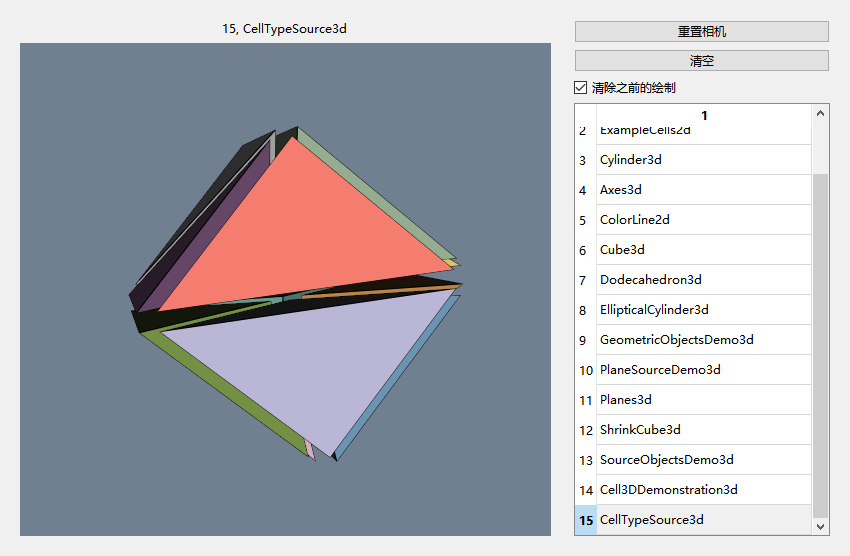 15, CellTypeSource3d
重置相机
清空
清除之前的绘制
1
2 ExampleCells2d
3 Cylinder3d
4 Axes3d
5 ColorLine2d
6 Cube3d
7 Dodecahedron3d
8 EllipticalCylinder3d
9 GeometricObjectsDemo3d
10 PlaneSourceDemo3d
11 Planes3d
12 ShrinkCube3d
13 SourceObjectsDemo3d
14 Cell3DDemonstration3d
15 CellTypeSource3d